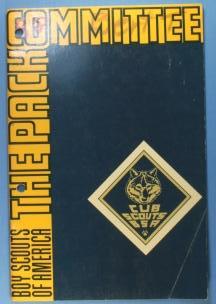 THE PACK COMMITTEE
BOY SCOUTS
OF AMERICA
CUB
SCOUTS
BSA